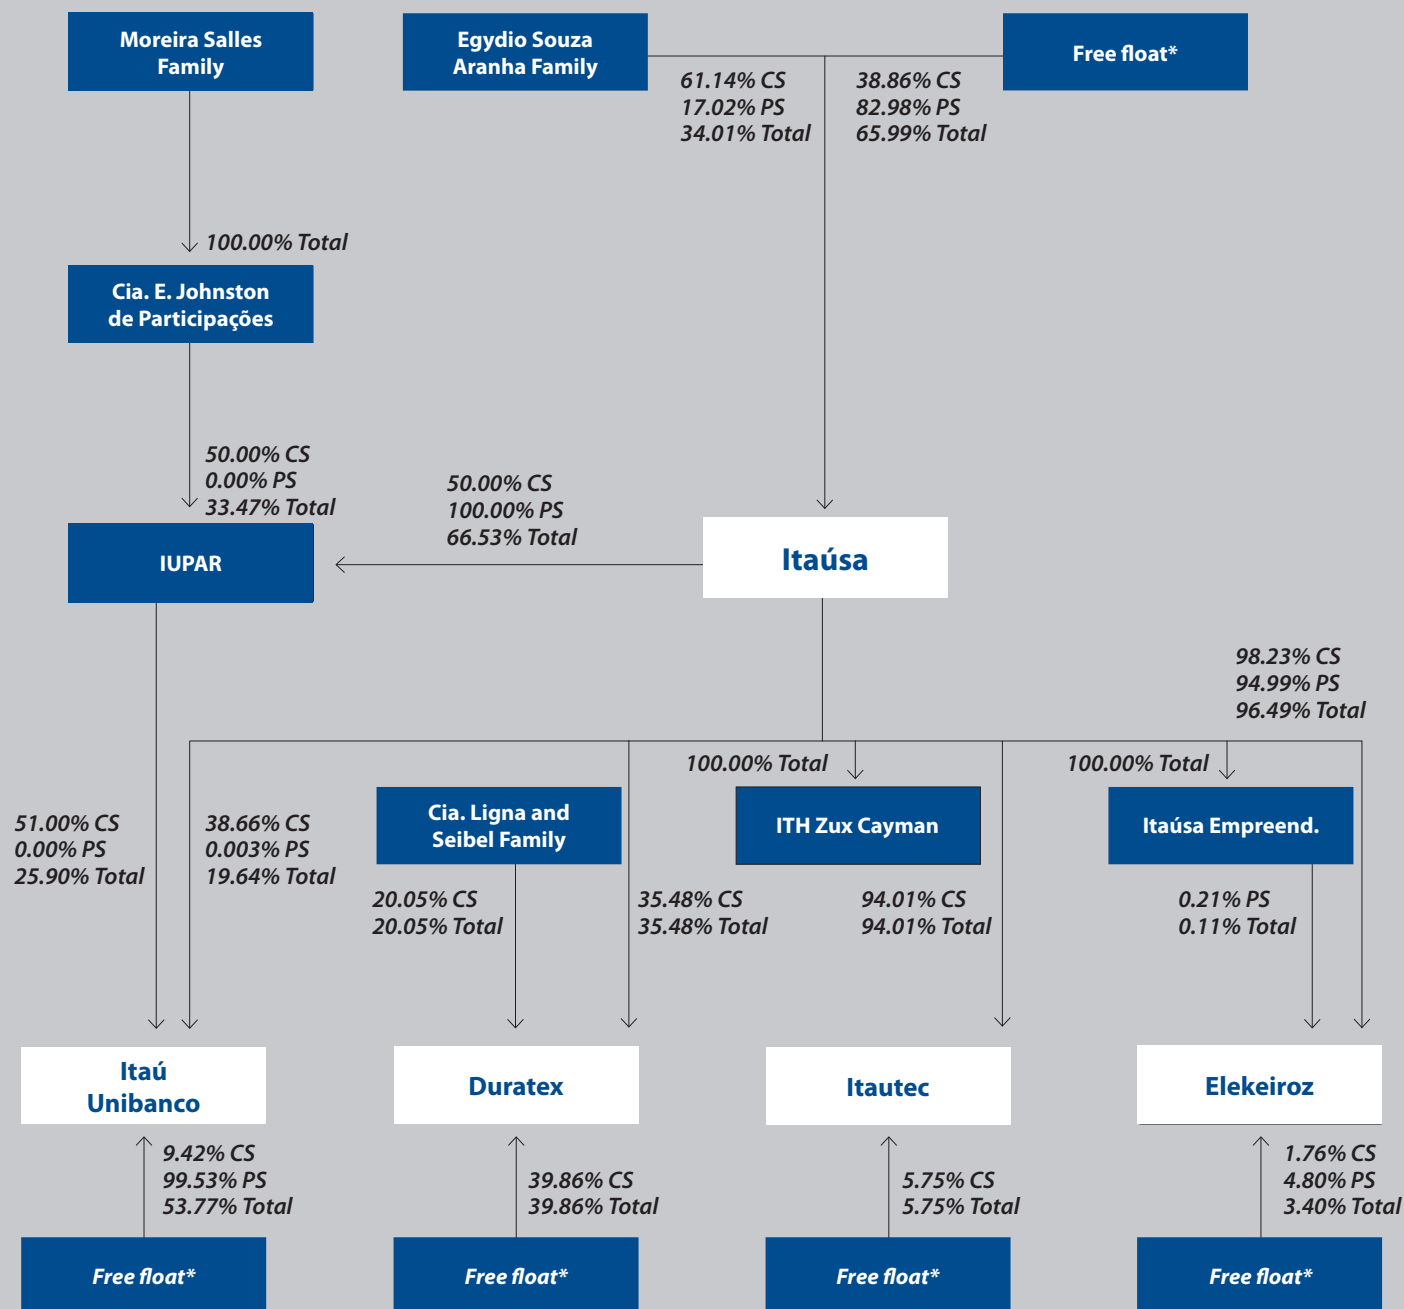 Moreira Salles
Family
Egydio Souza
Aranha Family
Free float*
61.14% CS
17.02% PS
34.01% Total
38.86% CS
82.98% PS
65.99% Total
100.00% Total
Cia. E. Johnston
de Participações
50.00% CS
0.00% PS
33.47% Total
50.00% CS
100.00% PS
66.53% Total
IUPAR
Itaúsa
98.23% CS
94.99% PS
96.49% Total
100.00% Total
100.00% Total
51.00% CS
0.00% PS
25.90% Total
38.66% CS
0.003% PS
19.64% Total
Cia. Ligna and
Seibel Family
ITH Zux Cayman
Itaúsa Empreend.
20.05% CS
20.05% Total
35.48% CS
35.48% Total
94.01% CS
94.01% Total
0.21% PS
0.11% Total
Itaú
Unibanco
Duratex
Itautec
Elekeiroz
9.42% CS
99.53% PS
53.77% Total
39.86% CS
39.86% Total
5.75% CS
5.75% Total
1.76% CS
4.80% PS
3.40% Total
Free float*
Free float*
Free float*
Free float*